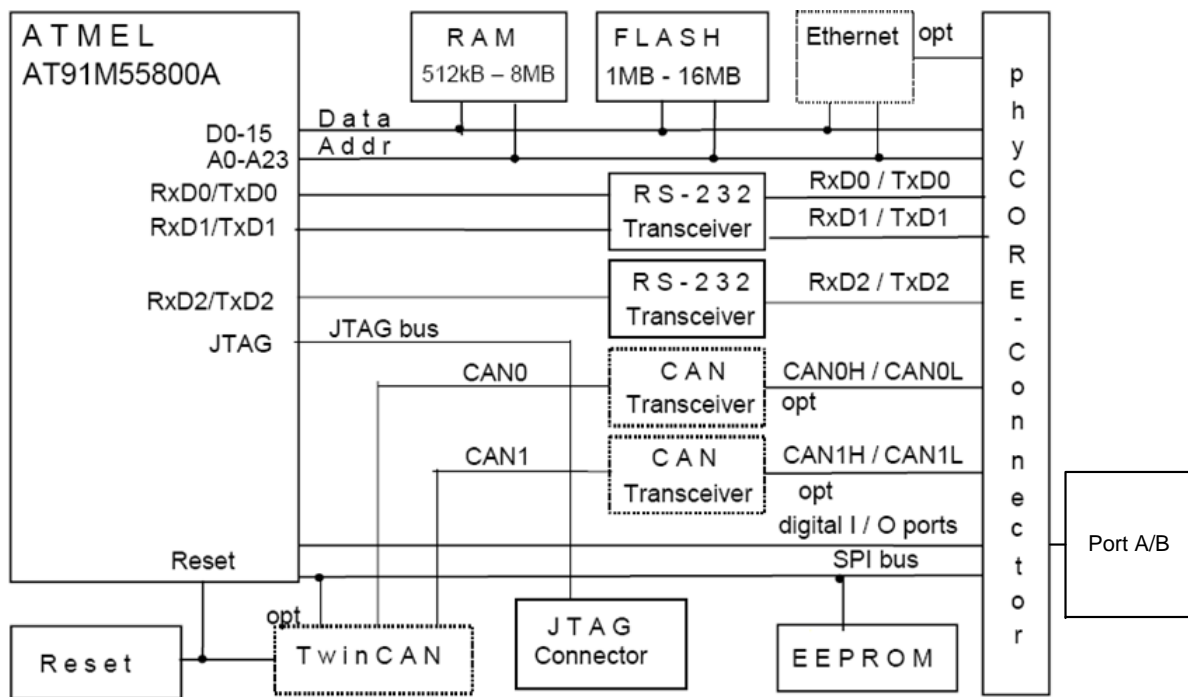 ATMEL
AT91M55800A
RAM
512kB – 8MB
FLASH
1MB - 16MB
Ethernet
opt
Data
D0-15
Addr
A0-A23
RxD0/TxD0
RS-232
Transceiver
RxD0 / TxD0
RxD1/TxD1
RxD1 / TxD1
RxD2/TxD2
RS-232
Transceiver
RxD2 / TxD2
JTAG
JTAG bus
CAN0
CAN
Transceiver
CAN0H / CAN0L
opt
CAN1
CAN
Transceiver
CAN1H / CAN1L
opt
digital I / O ports
SPI bus
Reset
phyCORE-Connector
Port A/B
Reset
opt
TwinCAN
JTAG
Connector
EEPROM